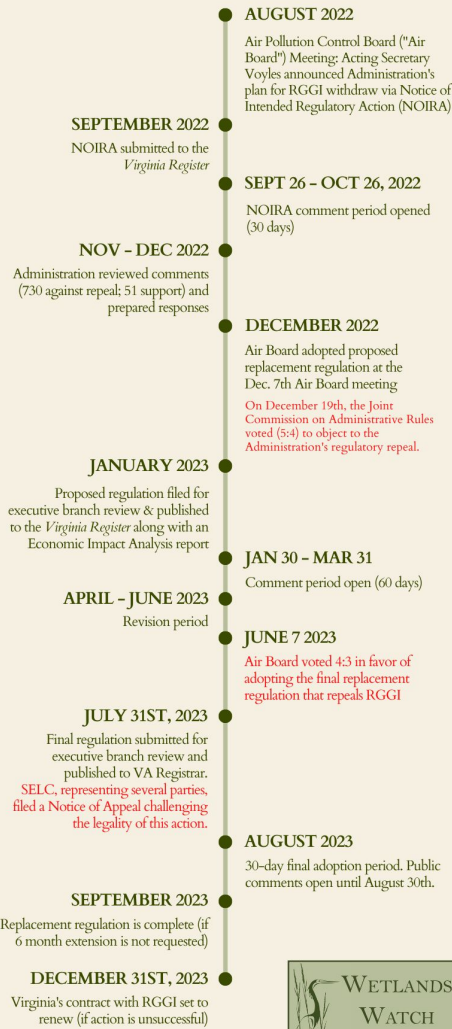 AUGUST 2022
Air Pollution Control Board ("Air
Board") Meeting: Acting Secretary
Voyles announced Administration's
plan for RGGI withdraw via Notice of
Intended Regulatory Action (NOIRA)
SEPTEMBER 2022
NOIRA submitted to the
Virginia Register
SEPT 26 - OCT 26, 2022
NOIRA comment period opened
(30 days)
NOV - DEC 2022
Administration reviewed comments
(730 against repeal; 51 support) and
prepared responses
DECEMBER 2022
Air Board adopted proposed
replacement regulation at the
Dec. 7th Air Board meeting
On December 19th, the Joint
Commission on Administrative Rules
voted (5:4) to object to the
Administration's regulatory repeal.
JANUARY 2023
Proposed regulation filed for
executive branch review & published
to the Virginia Register along with an
Economic Impact Analysis report
JAN 30 - MAR 31
Comment period open (60 days)
APRIL - JUNE 2023
Revision period
JUNE 7 2023
Air Board voted 4:3 in favor of
adopting the final replacement
regulation that repeals RGGI
JULY 31ST, 2023
Final regulation submitted for
executive branch review and
published to VA Registrar.
SELC, representing several parties,
filed a Notice of Appeal challenging
the legality of this action.
AUGUST 2023
30-day final adoption period. Public
comments open until August 30th.
SEPTEMBER 2023
Replacement regulation is complete (if
6 month extension is not requested)
DECEMBER 31ST, 2023
Virginia's contract with RGGI set to
renew (if action is unsuccessful)
WETLANDS
WATCH